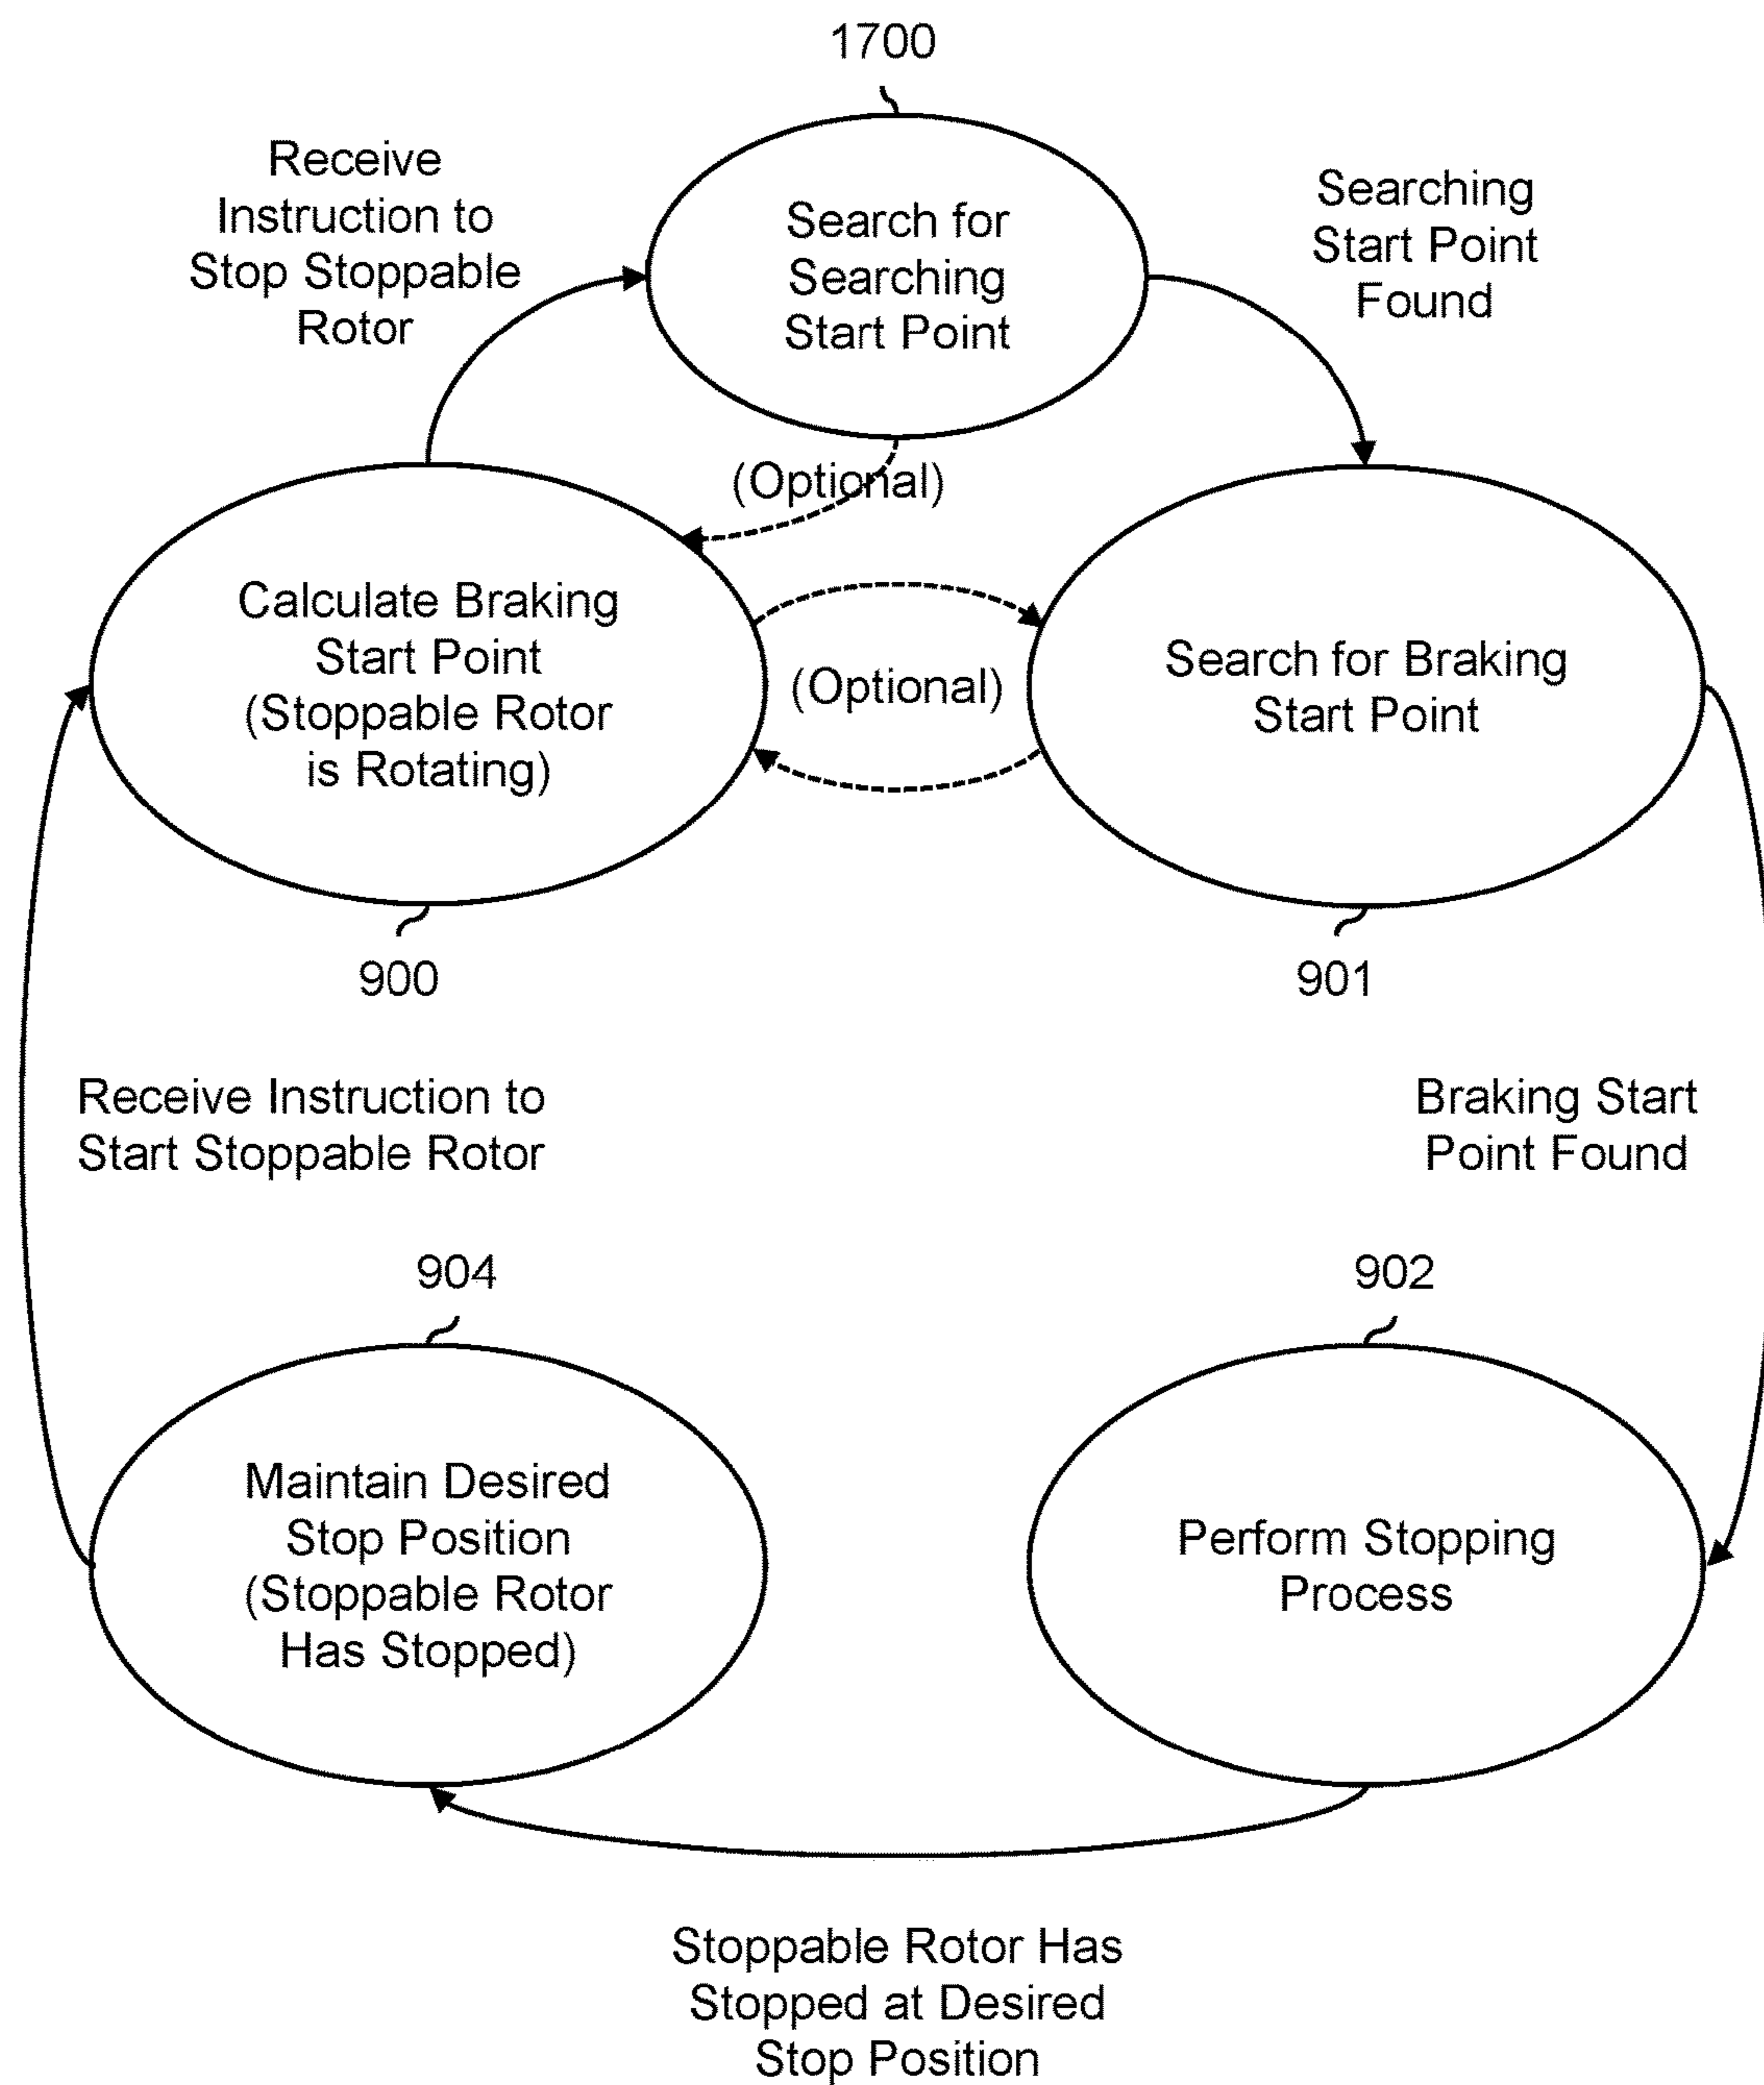 1700
Receive
Instruction to
Stop Stoppable
Rotor
Search for
Searching
Start Point
Searching
Start Point
Found
(Optional)
Calculate Braking
Start Point
(Stoppable Rotor
is Rotating)
(Optional)
Search for Braking
Start Point
900
901
Receive Instruction to
Start Stoppable Rotor
Braking Start
Point Found
904
902
Maintain Desired
Stop Position
(Stoppable Rotor
Has Stopped)
Perform Stopping
Process
Stoppable Rotor Has
Stopped at Desired
Stop Position